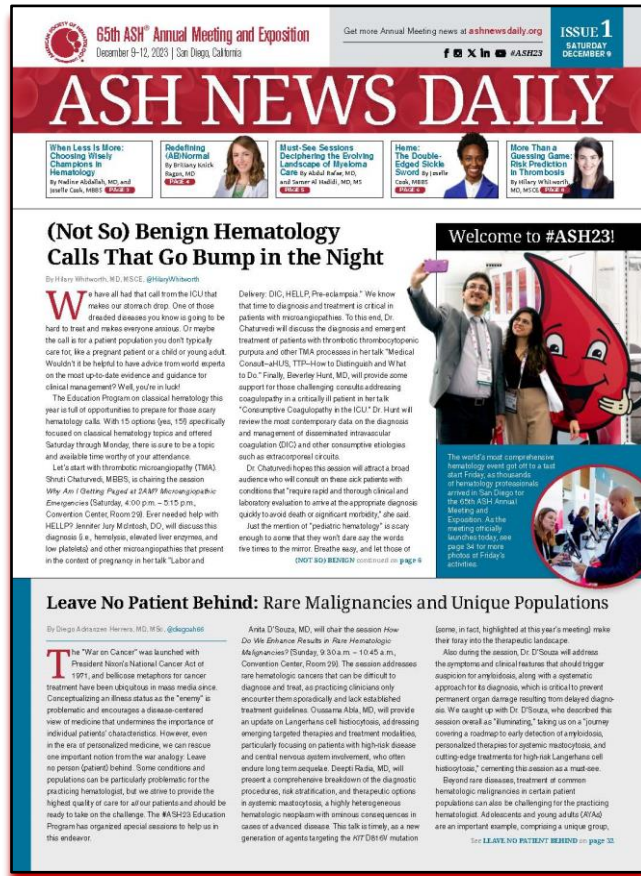 AMERICAN SOCIETY OF HEMATOLOGY
65th ASH® Annual Meeting and Exposition
December 9–12, 2023 | San Diego, California
Get more Annual Meeting news at ashnewsdaily.org
#ASH23
ISSUE 1
SATURDAY
DECEMBER 9
ASH NEWS DAILY
When Less Is More:
Choosing Wisely
Champions in
Hematology
By Nadine Abdallah, MD, and
Joselle Cook, MBBS PAGE 3
Redefining
(AB)Normal
By Brittany Knick
Ragon, MD
PAGE 4
Must-See Sessions
Deciphering the Evolving
Landscape of Myeloma
Care By Abdul Rafae, MD,
and Samer Al Hadidi, MD, MS
PAGE 5
Heme:
The Double-
Edged Sickle
Sword By Joselle
Cook, MBBS
More Than a
Guessing Game:
Risk Prediction
in Thrombosis
By Hilary Whitworth,
MD, MSCE
(Not So) Benign Hematology
Calls That Go Bump in the Night
By Hilary Whitworth, MD, MSCE, @HilaryWhitworth
We have all had that call from the ICU that
makes our stomach drop. One of those
dreaded diseases you know is going to be
hard to treat and makes everyone anxious. Or maybe
the call is for a patient population you don't typically
care for, like a pregnant patient or a child or young adult.
Wouldn't it be helpful to have advice from world experts
on the most up-to-date evidence and guidance for
clinical management? Well, you're in luck!
The Education Program on classical hematology this
year is full of opportunities to prepare for those scary
hematology calls. With 15 options (yes, 15!) specifically
focused on classical hematology topics and offered
Saturday through Monday, there is sure to be a topic
and available time worthy of your attendance.
Let's start with thrombotic microangiopathy (TMA).
Shruti Chaturvedi, MBBS, is chairing the session
Why Am I Getting Paged at 2AM? Microangiopathic
Emergencies (Saturday, 4:00 p.m. – 5:15 p.m.,
Convention Center, Room 29). Ever needed help with
HELLP? Jennifer Jury McIntosh, DO, will discuss this
diagnosis (i.e., hemolysis, elevated liver enzymes, and
low platelets) and other microangiopathies that present
in the context of pregnancy in her talk "Labor and
Delivery: DIC, HELLP, Pre-eclampsia." We know
that time to diagnosis and treatment is critical in
patients with microangiopathies. To this end, Dr.
Chaturvedi will discuss the diagnosis and emergent
treatment of patients with thrombotic thrombocytopenic
purpura and other TMA processes in her talk "Medical
Consult–aHUS, TTP–How to Distinguish and What
to Do." Finally, Beverley Hunt, MD, will provide some
support for those challenging consults addressing
coagulopathy in a critically ill patient in her talk
"Consumptive Coagulopathy in the ICU." Dr. Hunt will
review the most contemporary data on the diagnosis
and management of disseminated intravascular
coagulation (DIC) and other consumptive etiologies
such as extracorporeal circuits.
Dr. Chaturvedi hopes this session will attract a broad
audience who will consult on these sick patients with
conditions that "require rapid and thorough clinical and
laboratory evaluation to arrive at the appropriate diagnosis
quickly to avoid death or significant morbidity," she said.
Just the mention of "pediatric hematology" is scary
enough to some that they won't dare say the words
five times to the mirror. Breathe easy, and let those of
(NOT SO) BENIGN continued on page 6
Welcome to #ASH23!
The world's most comprehensive
hematology event got off to a fast
start Friday, as thousands
of hematology professionals
arrived in San Diego for
the 65th ASH Annual
Meeting and
Exposition. As the
meeting officially
launches today, see
page 34 for more
photos of Friday's
activities.
Leave No Patient Behind: Rare Malignancies and Unique Populations
By Diego Adrianzen Herrera, MD, MSc, @diegoah66
The "War on Cancer" was launched with
President Nixon's National Cancer Act of
1971, and bellicose metaphors for cancer
treatment have been ubiquitous in mass media since.
Conceptualizing an illness status as the "enemy" is
problematic and encourages a disease-centered
view of medicine that undermines the importance of
individual patients' characteristics. However, even
in the era of personalized medicine, we can rescue
one important notion from the war analogy: Leave
no person (patient) behind. Some conditions and
populations can be particularly problematic for the
practicing hematologist, but we strive to provide the
highest quality of care for all our patients and should be
ready to take on the challenge. The #ASH23 Education
Program has organized special sessions to help us in
this endeavor.
Anita D'Souza, MD, will chair the session How
Do We Enhance Results in Rare Hematologic
Malignancies? (Sunday, 9:30 a.m. – 10:45 a.m.,
Convention Center, Room 29). The session addresses
rare hematologic cancers that can be difficult to
diagnose and treat, as practicing clinicians only
encounter them sporadically and lack established
treatment guidelines. Oussama Abla, MD, will provide
an update on Langerhans cell histiocytosis, addressing
emerging targeted therapies and treatment modalities,
particularly focusing on patients with high-risk disease
and central nervous system involvement, who often
endure long term sequelae. Deepti Radia, MD, will
present a comprehensive breakdown of the diagnostic
procedures, risk stratification, and therapeutic options
in systemic mastocytosis, a highly heterogeneous
hematologic neoplasm with ominous consequences in
cases of advanced disease. This talk is timely, as a new
generation of agents targeting the KIT D816V mutation
(some, in fact, highlighted at this year's meeting) make
their foray into the therapeutic landscape.
Also during the session, Dr. D'Souza will address
the symptoms and clinical features that should trigger
suspicion for amyloidosis, along with a systematic
approach for its diagnosis, which is critical to prevent
permanent organ damage resulting from delayed diagno-
sis. We caught up with Dr. D'Souza, who described this
session overall as "illuminating," taking us on a "journey
covering a roadmap to early detection of amyloidosis,
personalized therapies for systemic mastocytosis, and
cutting-edge treatments for high-risk Langerhans cell
histiocytosis," cementing this session as a must-see.
Beyond rare diseases, treatment of common
hematologic malignancies in certain patient
populations can also be challenging for the practicing
hematologist. Adolescents and young adults (AYAs)
are an important example, comprising a unique group,
See LEAVE NO PATIENT BEHIND on page 33